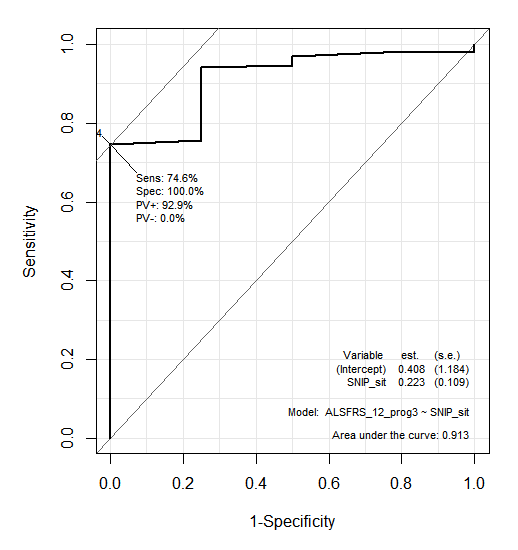 1.0
0.8
0.6
0.4
0.2
0.0
Sensitivity
4
Sens: 74.6%
Spec: 100.0%
PV+: 92.9%
PV-: 0.0%
Variable est. (s.e.)
(Intercept) 0.408 (1.184)
SNIP_sit 0.223 (0.109)
Model: ALSFRS_12_prog3 ~ SNIP_sit
Area under the curve: 0.913
0.0 0.2 0.4 0.6 0.8 1.0
1-Specificity